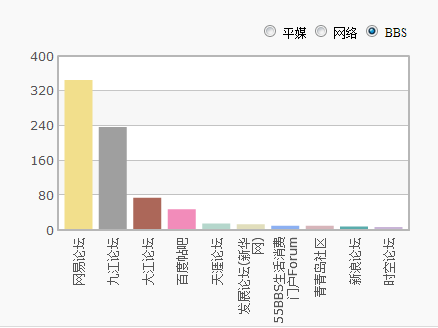 平媒 网络 BBS
400
320
240
160
80
0
网易论坛
九江论坛
大江论坛
百度帖吧
天涯论坛
发展论坛(新华
网)
55BBS生活消费
门户Forum
青青岛社区
新浪论坛
时空论坛